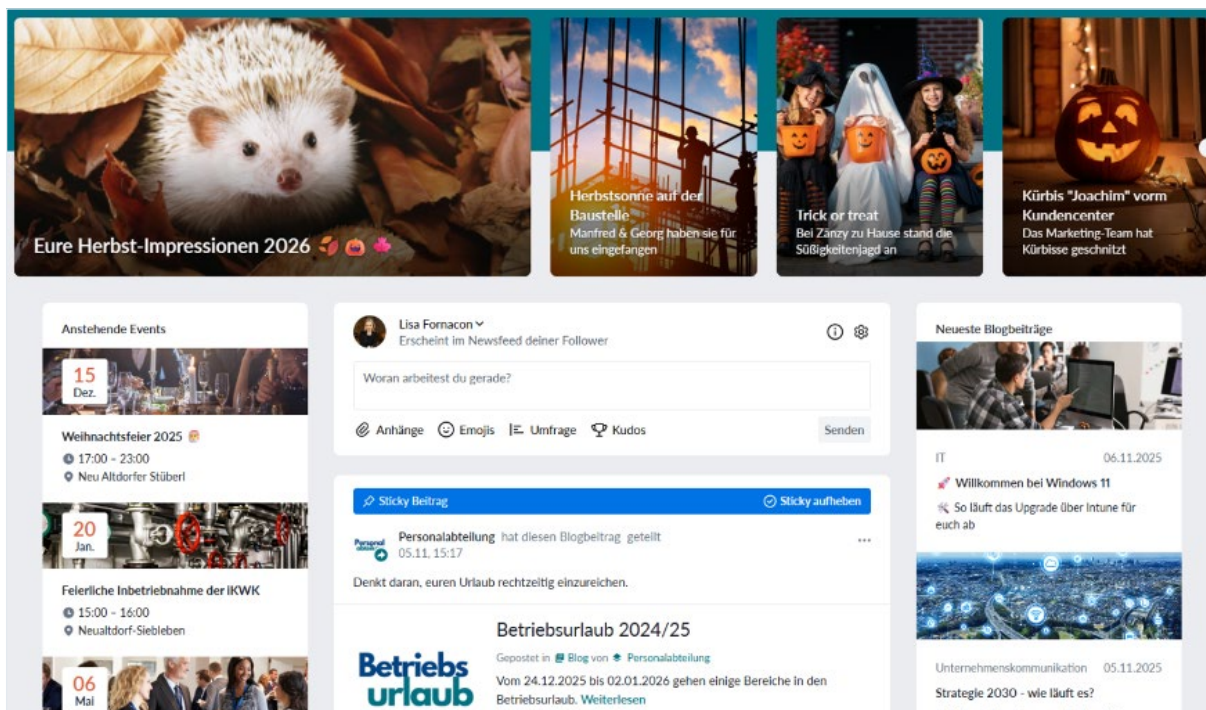 Eure Herbst-Impressionen 2026 🍂🎃🍁
Herbstsonne auf der
Baustelle
Manfred & Georg haben sie für
uns eingefangen
Trick or treat
Bei Zänzy zu Hause stand die
Süßigkeitenjagd an
Kürbis "Joachim" vorm
Kundencenter
Das Marketing-Team hat
Kürbisse geschnitzt
Anstehende Events
15
Dez.
Weihnachtsfeier 2025 🎅
17:00 – 23:00
Neu Altdorfer Stüberl
20
Jan.
Feierliche Inbetriebnahme der iKWK
15:00 – 16:00
Neualtdorf-Siebleben
06
Mai
Lisa Fornacon
Erscheint im Newsfeed deiner Follower
Woran arbeitest du gerade?
Anhänge Emojis Umfrage Kudos Senden
Sticky Beitrag Sticky aufheben
Personalabteilung hat diesen Blogbeitrag geteilt
05.11, 15:17
Denkt daran, euren Urlaub rechtzeitig einzureichen.
Betriebs
urlaub
Betriebsurlaub 2024/25
Gepostet in Blog von Personalabteilung
Vom 24.12.2025 bis 02.01.2026 gehen einige Bereiche in den
Betriebsurlaub. Weiterlesen
Neueste Blogbeiträge
IT 06.11.2025
🚀 Willkommen bei Windows 11
🛠 So läuft das Upgrade über Intune für
euch ab
Unternehmenskommunikation 05.11.2025
Strategie 2030 - wie läuft es?